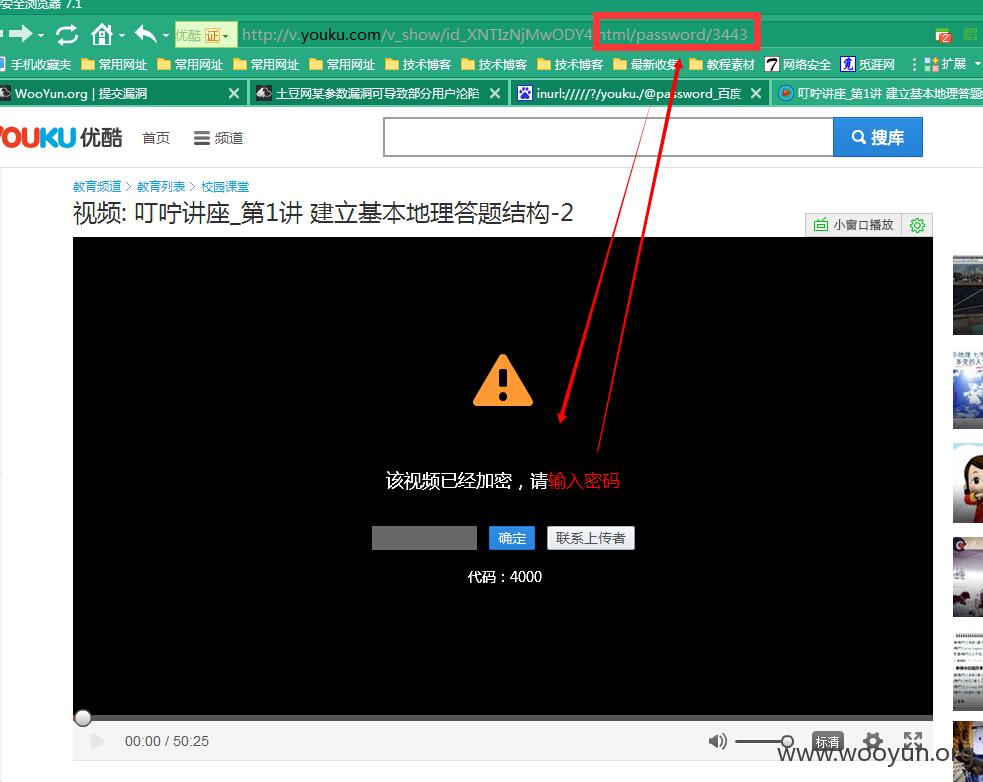 安全浏览器 7.1
优酷 证 http://v.youku.com/v_show/id_XNTIzNjMwODY4 html/password/3443
手机收藏夹 常用网址 常用网址 常用网址 常用网址 技术博客 技术博客 技术博客 最新收集 教程素材 网络安全 觅涯网 扩展
WooYun.org | 提交漏洞 土豆网某参数漏洞可导致部分用户沦陷 inurl://///?/youku./@password_百度 叮咛讲座_第1讲 建立基本地理答题
YOUKU 优酷 首页 频道 搜库
教育频道 > 教育列表 > 校园课堂
视频: 叮咛讲座_第1讲 建立基本地理答题结构-2
小窗口播放
该视频已经加密，请输入密码
确定 联系上传者
代码：4000
00:00 / 50:25 标清
www.wooyun.org